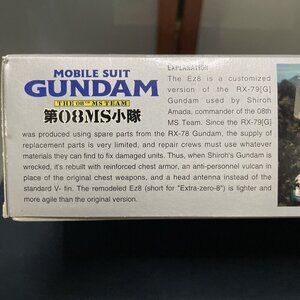 MOBILE SUIT
GUNDAM
THE 08TH MS TEAM
第08MS小隊
EXPLANATION
The Ez8 is a customized
version of the RX-79[G]
Gundam used by Shiroh
Amada, commander of the 08th
MS Team. Since the RX-79[G]
was produced using spare parts from the RX-78 Gundam, the supply of
replacement parts is very limited, and repair crews must use whatever
materials they can find to fix damaged units. Thus, when Shiroh's Gundam is
wrecked, it's rebuilt with reinforced chest armor, an anti-personnel vulcan in
place of the original chest weapons, and a head antenna instead of the
standard V- fin. The remodeled Ez8 (short for "Extra-zero-8") is lighter and
more agile than the original version.